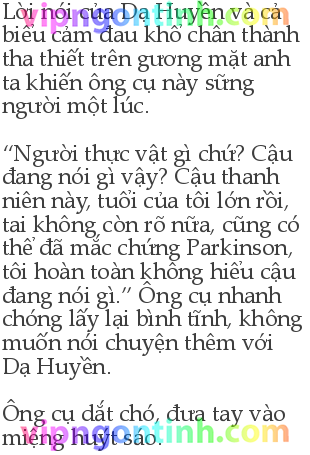 Lời nói của Dạ Huyền và cả
biểu cảm đau khổ chân thành
tha thiết trên gương mặt anh
ta khiến ông cụ này sững
người một lúc.
“Người thực vật gì chứ? Cậu
đang nói gì vậy? Cậu thanh
niên này, tuổi của tôi lớn rồi,
tai không còn rõ nữa, cũng có
thể đã mắc chứng Parkinson,
tôi hoàn toàn không hiểu cậu
đang nói gì.” Ông cụ nhanh
chóng lấy lại bình tĩnh, không
muốn nói chuyện thêm với
Dạ Huyền.
Ông cụ dắt chó, đưa tay vào
miệng huýt sáo.
vipngontinh.com
vipngontinh.com